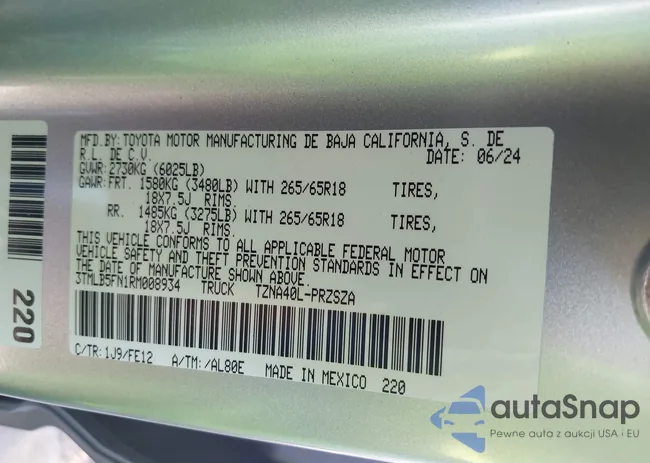 MFD.BY:TOYOTA MOTOR MANUFACTURING DE BAJA CALIFORNIA, S. DE
R.L. DE C.V. DATE: 06/24
GVWR:2730KG (6025LB)
GAWR:FRT. 1580KG (3480LB) WITH 265/65R18 TIRES,
18X7.5J RIMS.
RR. 1485KG (3275LB) WITH 265/65R18 TIRES,
18X7.5J RIMS.
THIS VEHICLE CONFORMS TO ALL APPLICABLE FEDERAL MOTOR
VEHICLE SAFETY AND THEFT PREVENTION STANDARDS IN EFFECT ON
THE DATE OF MANUFACTURE SHOWN ABOVE.
3TMLB5FN1RM008934 TRUCK TZNA40L-PRZSZA
C/TR:1J9/FE12 A/TM:/AL80E MADE IN MEXICO 220
220
autaSnap
Pewne auta z aukcji USA i EU